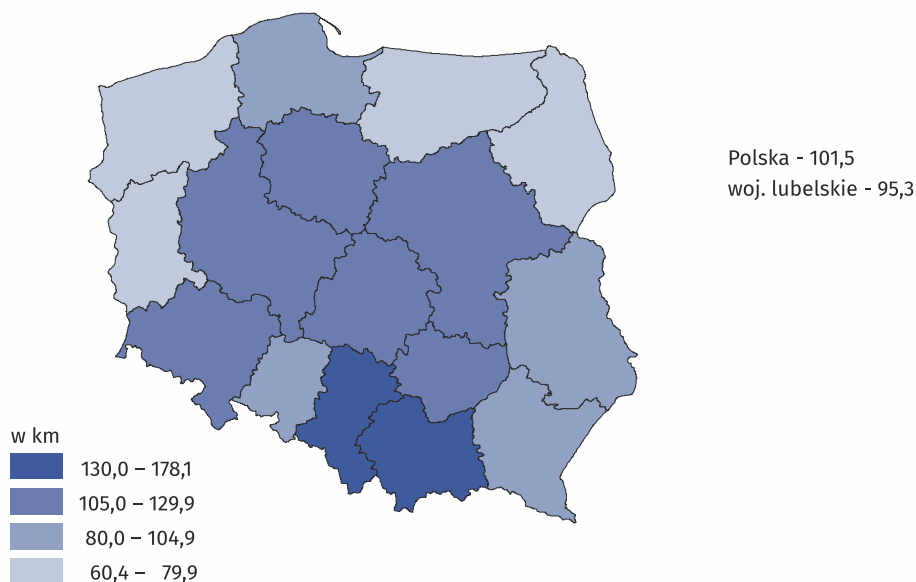 Polska - 101,5
woj. lubelskie - 95,3
w km
130,0 – 178,1
105,0 – 129,9
80,0 – 104,9
60,4 – 79,9